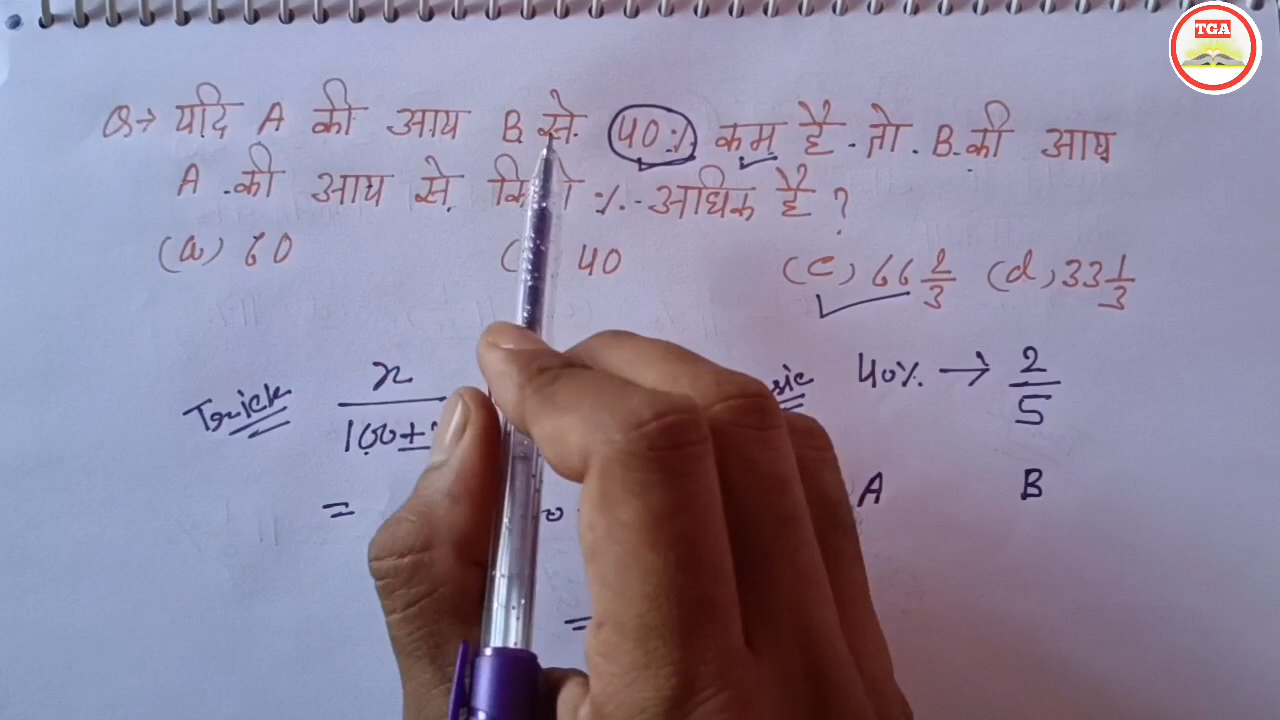 TGA
Q→ यदि A की आय B से 40% कम है. तो. B. की आय
A. की आय से % अधिक है ?
(a) 60 40 (c) 66 2/3 (d) 33 1/3
Trick x/100± 40% → 2/5
A B
=
=